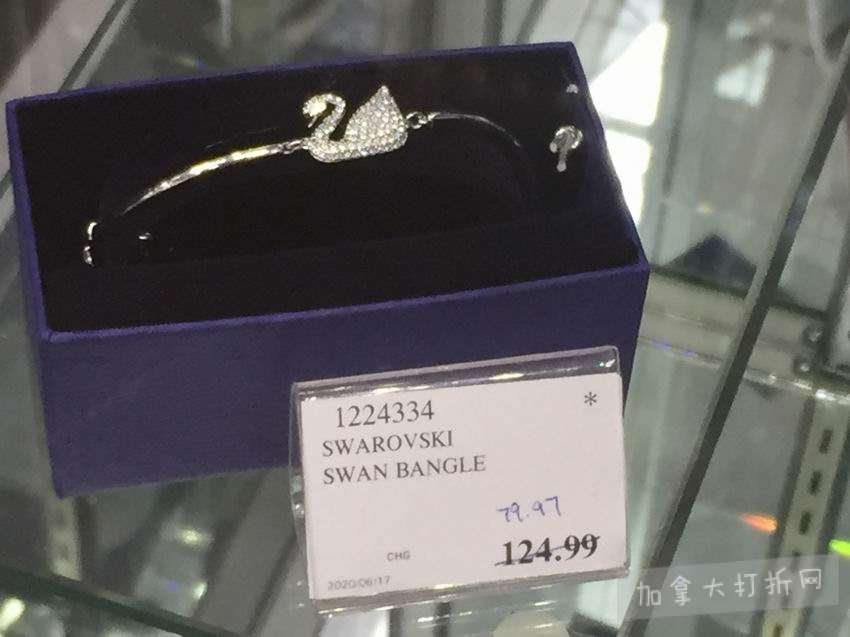 1224334 *
SWAROVSKI
SWAN BANGLE
79.97
CHG 124.99
2020/06/17
加拿大打折网